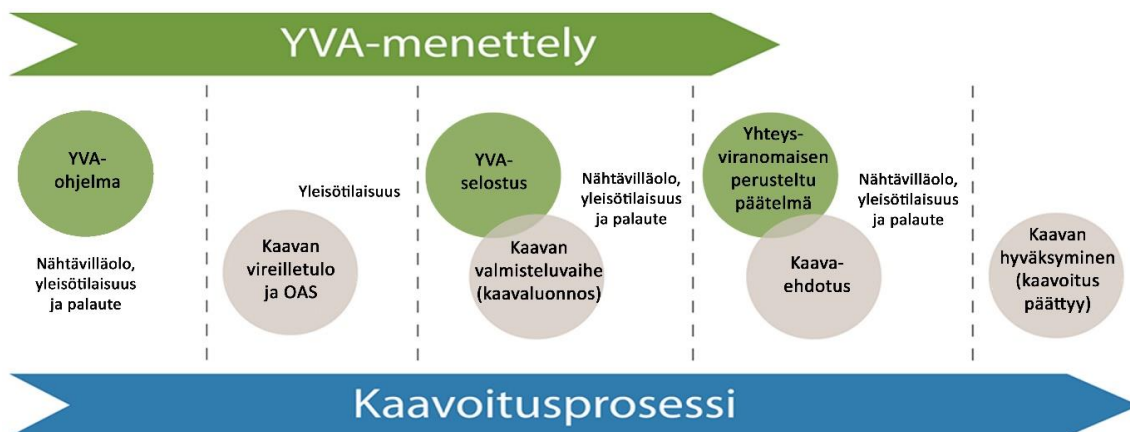 YVA-menettely
YVA-
ohjelma
Nähtävilläolo,
yleisötilaisuus
ja palaute
Yleisötilaisuus
Kaavan
vireilletulo
ja OAS
YVA-
selostus
Nähtävilläolo,
yleisötilaisuus
ja palaute
Kaavan
valmisteluvaihe
(kaavaluonnos)
Yhteys-
viranomaisen
perusteltu
päätelmä
Nähtävilläolo,
yleisötilaisuus
ja palaute
Kaava-
ehdotus
Kaavan
hyväksyminen
(kaavoitus
päättyy)
Kaavoitusprosessi